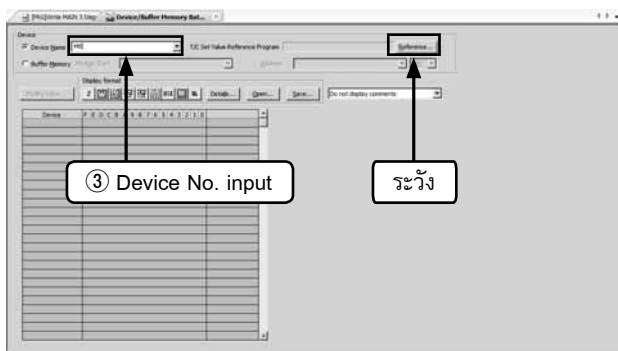 [PRG]Write MAIN 1 Step Device/Buffer Memory Bat...
Device
Device Name M0 T/C Set Value Reference Program Reference...
Buffer Memory
Display format
Modify Value... 2 Details... Open... Save... Do not display comments
Device F E D C B A 9 8 7 6 5 4 3 2 1 0
③ Device No. input ระวัง